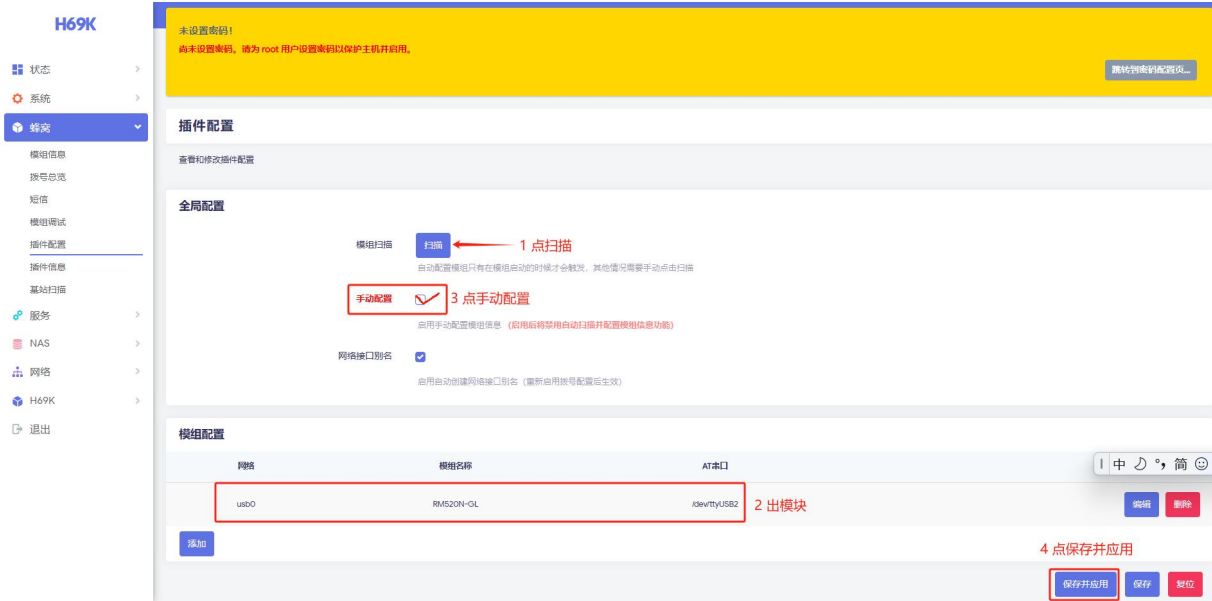 H69K
状态
系统
蜂窝
模组信息
拨号总览
短信
模组调试
插件配置
插件信息
基站扫描
服务
NAS
网络
H69K
退出
未设置密码!
尚未设置密码。请为 root 用户设置密码以保护主机并启用。
跳转到密码配置页...
插件配置
查看和修改插件配置
全局配置
模组扫描
扫描
1 点扫描
自动配置模组只有在模组启动的时候才会触发，其他情况需要手动点击扫描
手动配置
3 点手动配置
启用手动配置模组信息 (启用后将禁用自动扫描并配置模组信息功能)
网络接口别名
启用自动创建网络接口别名（重新启用拨号配置后生效）
模组配置
网络 模组名称 AT串口
中 °, 简
usb0 RM520N-GL /dev/ttyUSB2
2 出模块
编辑 删除
添加
4 点保存并应用
保存并应用 保存 复位